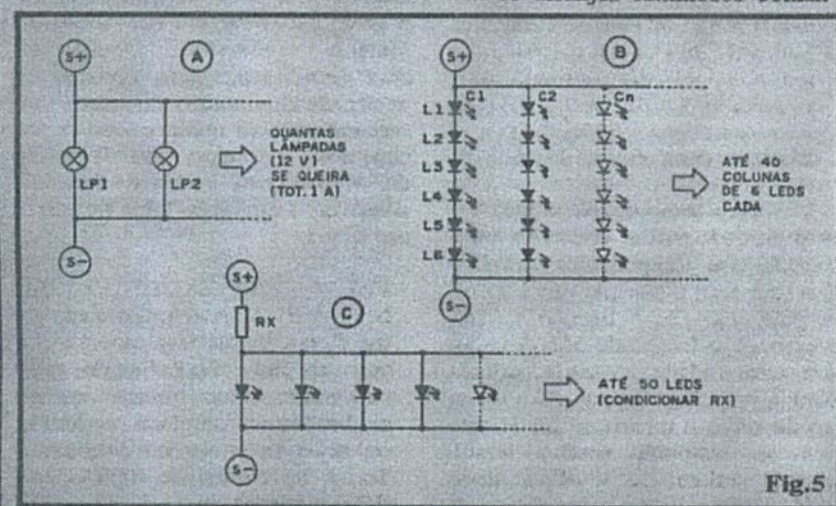 A
S+
LP1
LP2
S-
QUANTAS
LÂMPADAS
(12 V)
SE QUEIRA
(TOT. 1 A)
B
S+
C1
C2
Cn
L1
L2
L3
L4
L5
L6
S-
ATÉ 40
COLUNAS
DE 6 LEDS
CADA
C
S+
RX
S-
ATÉ 50 LEDS
(CONDICIONAR RX)
Fig.5